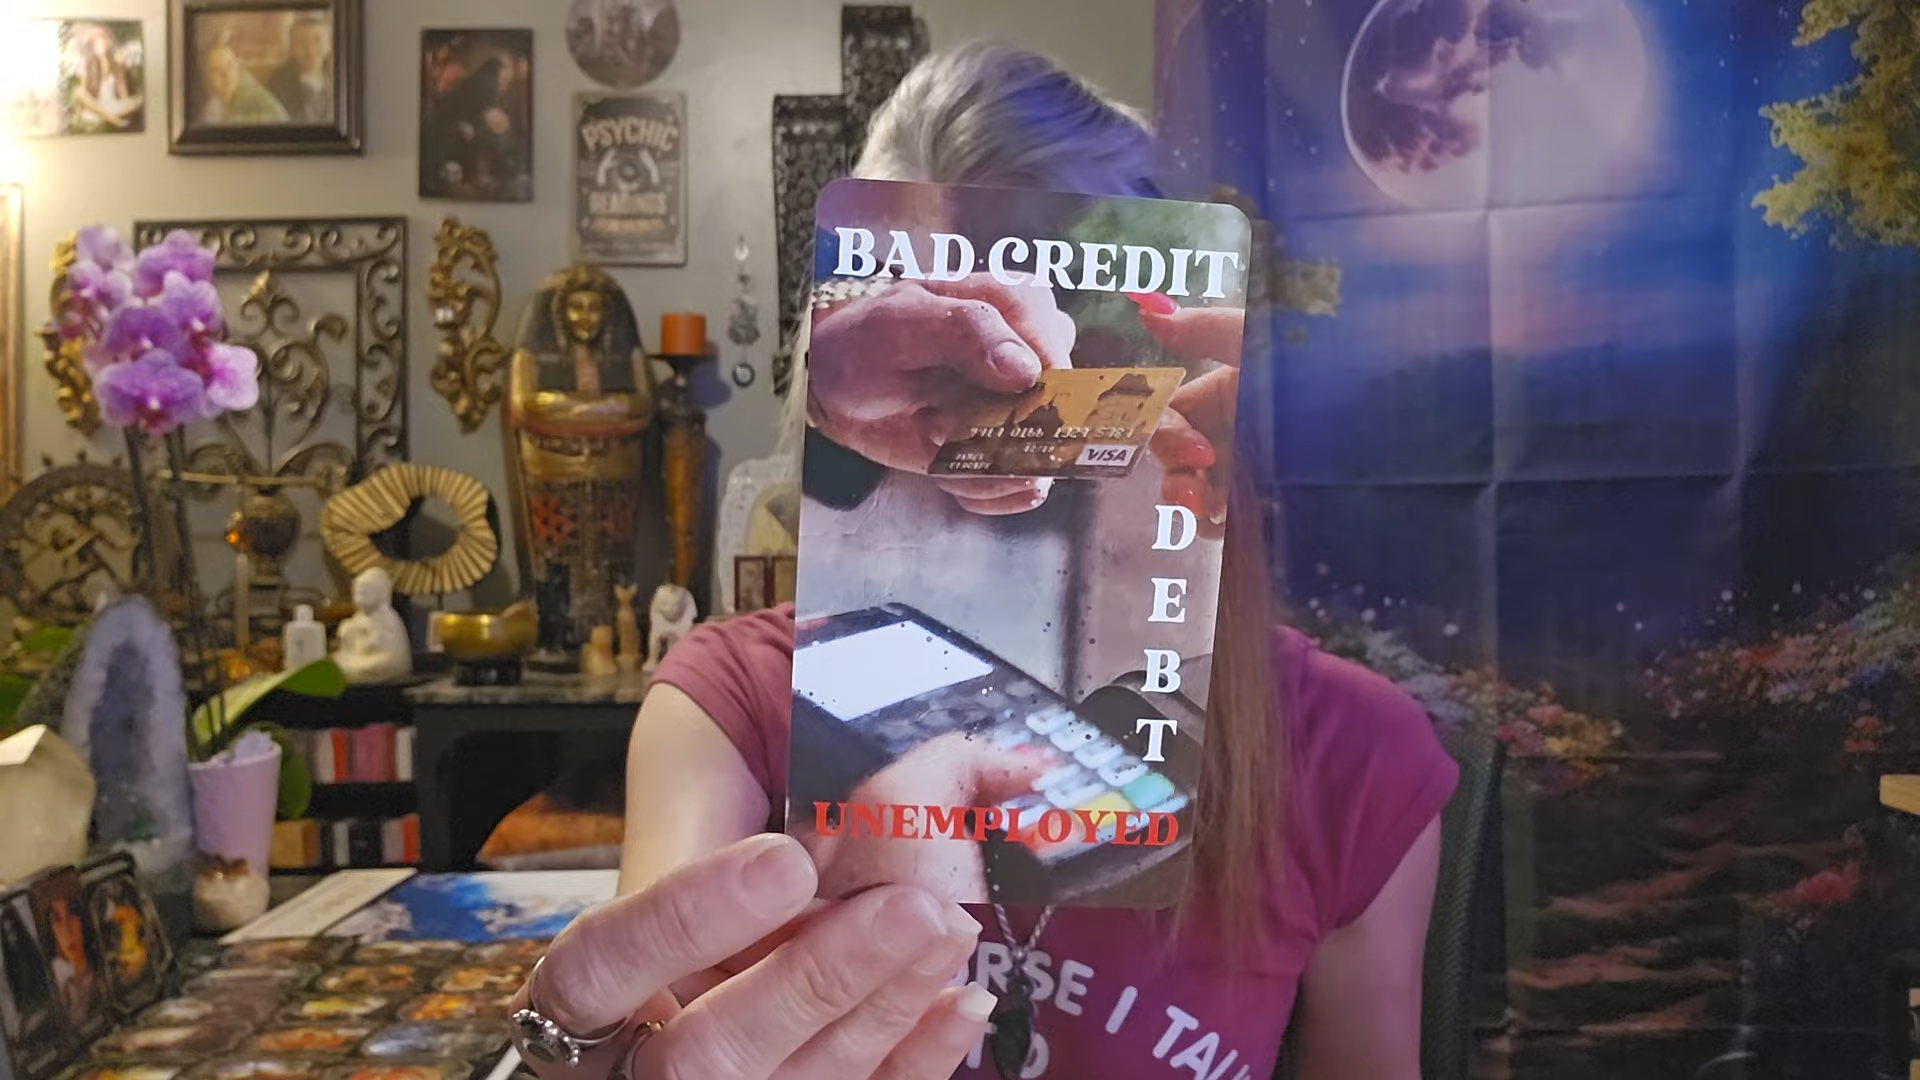 PSYCHIC
READINGS
BAD CREDIT
VISA
DEBT
UNEMPLOYED
I